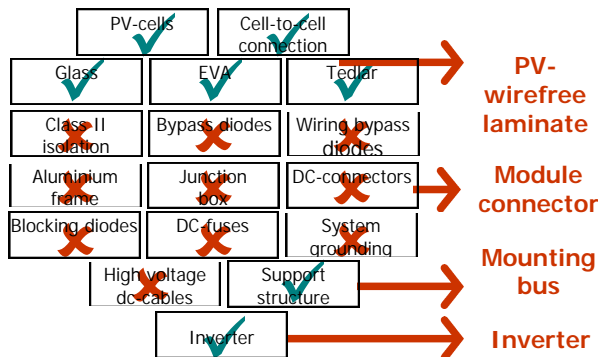 PV-cells
Cell-to-cell
connection
Glass
EVA
Tedlar
PV-
wirefree
laminate
Class II
isolation
Bypass diodes
Wiring bypass
diodes
Aluminium
frame
Junction
box
DC-connectors
Module
connector
Blocking diodes
DC-fuses
System
grounding
High voltage
dc cables
Support
structure
Mounting
bus
Inverter
Inverter